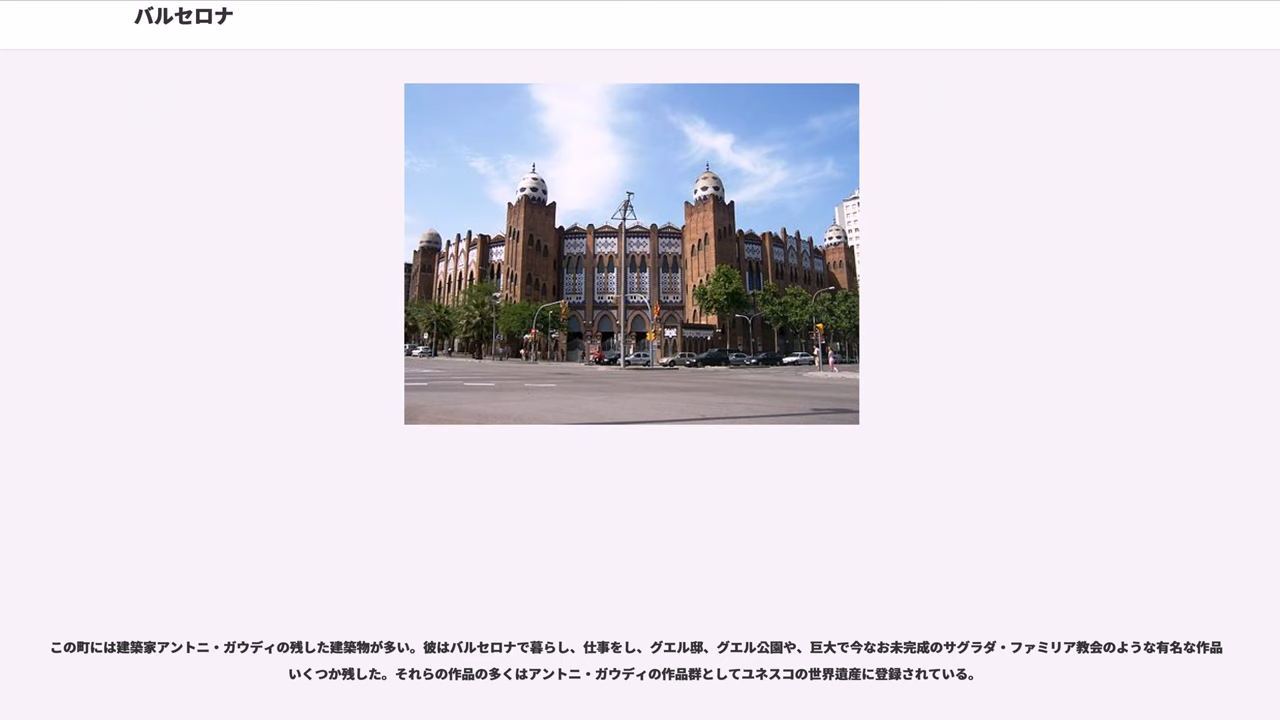 バルセロナ
この町には建築家アントニ・ガウディの残した建築物が多い。彼はバルセロナで暮らし、仕事をし、グエル邸、グエル公園や、巨大で今なお未完成のサグラダ・ファミリア教会のような有名な作品
いくつか残した。それらの作品の多くはアントニ・ガウディの作品群としてユネスコの世界遺産に登録されている。